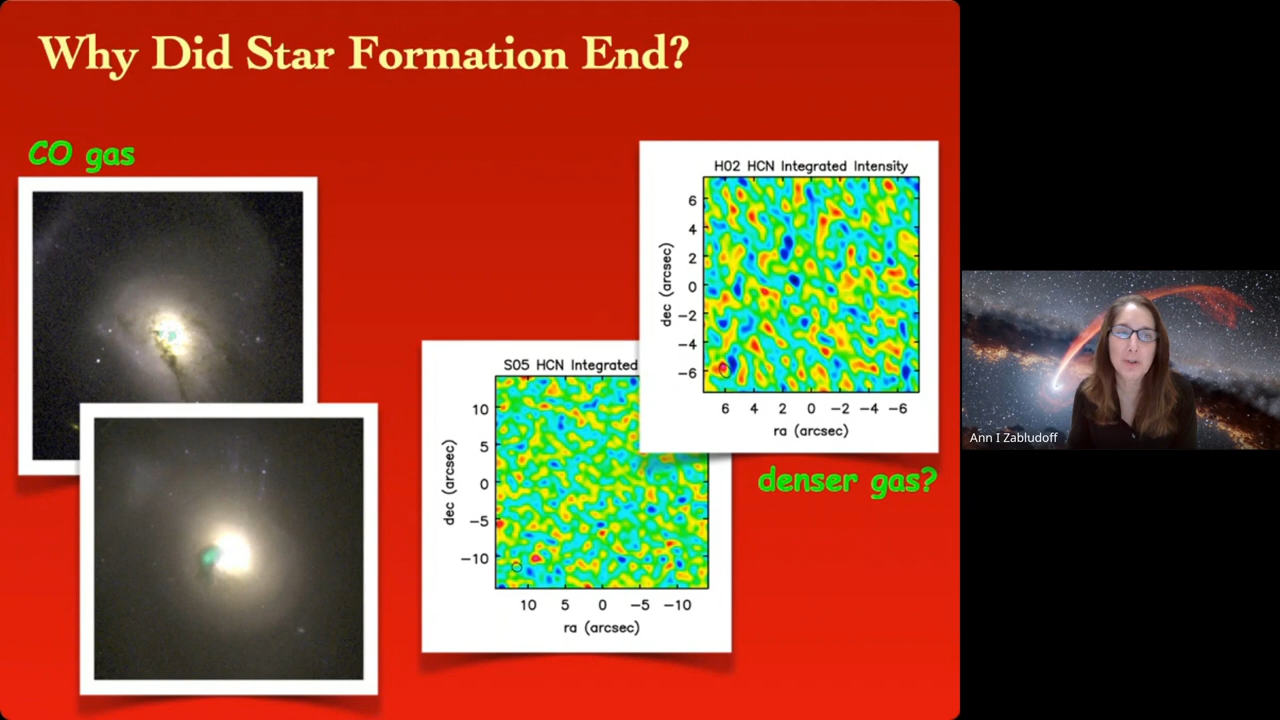 Why Did Star Formation End?
CO gas
H02 HCN Integrated Intensity
6
4
2
0
−2
−4
−6
dec (arcsec)
6 4 2 0 −2 −4 −6
ra (arcsec)
S05 HCN Integrated
10
5
0
−5
−10
dec (arcsec)
10 5 0 −5 −10
ra (arcsec)
denser gas?
Ann I Zabludoff